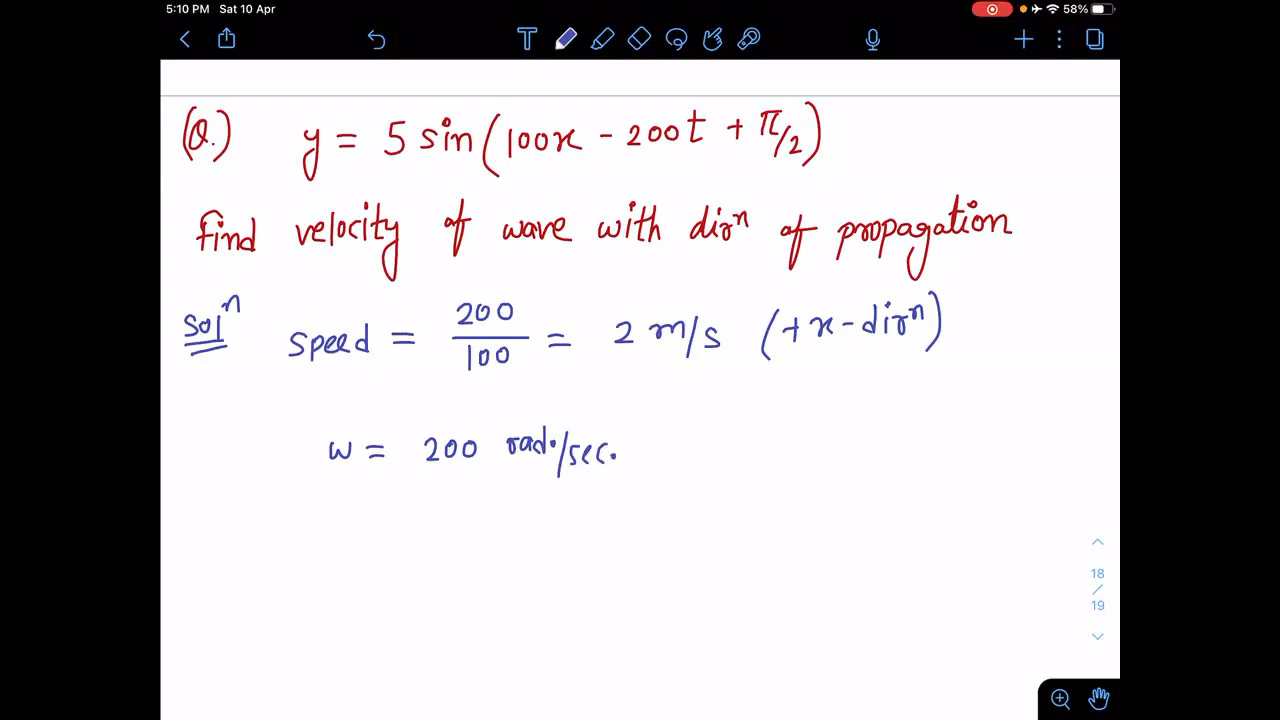 5:10 PM Sat 10 Apr
58%
(Q.) y = 5 sin(100x - 200t + π/2)
find velocity of wave with dirⁿ of propagation
Solⁿ speed = 200/100 = 2 m/s (+x-dirⁿ)
w = 200 rad./sec.
18
/
19